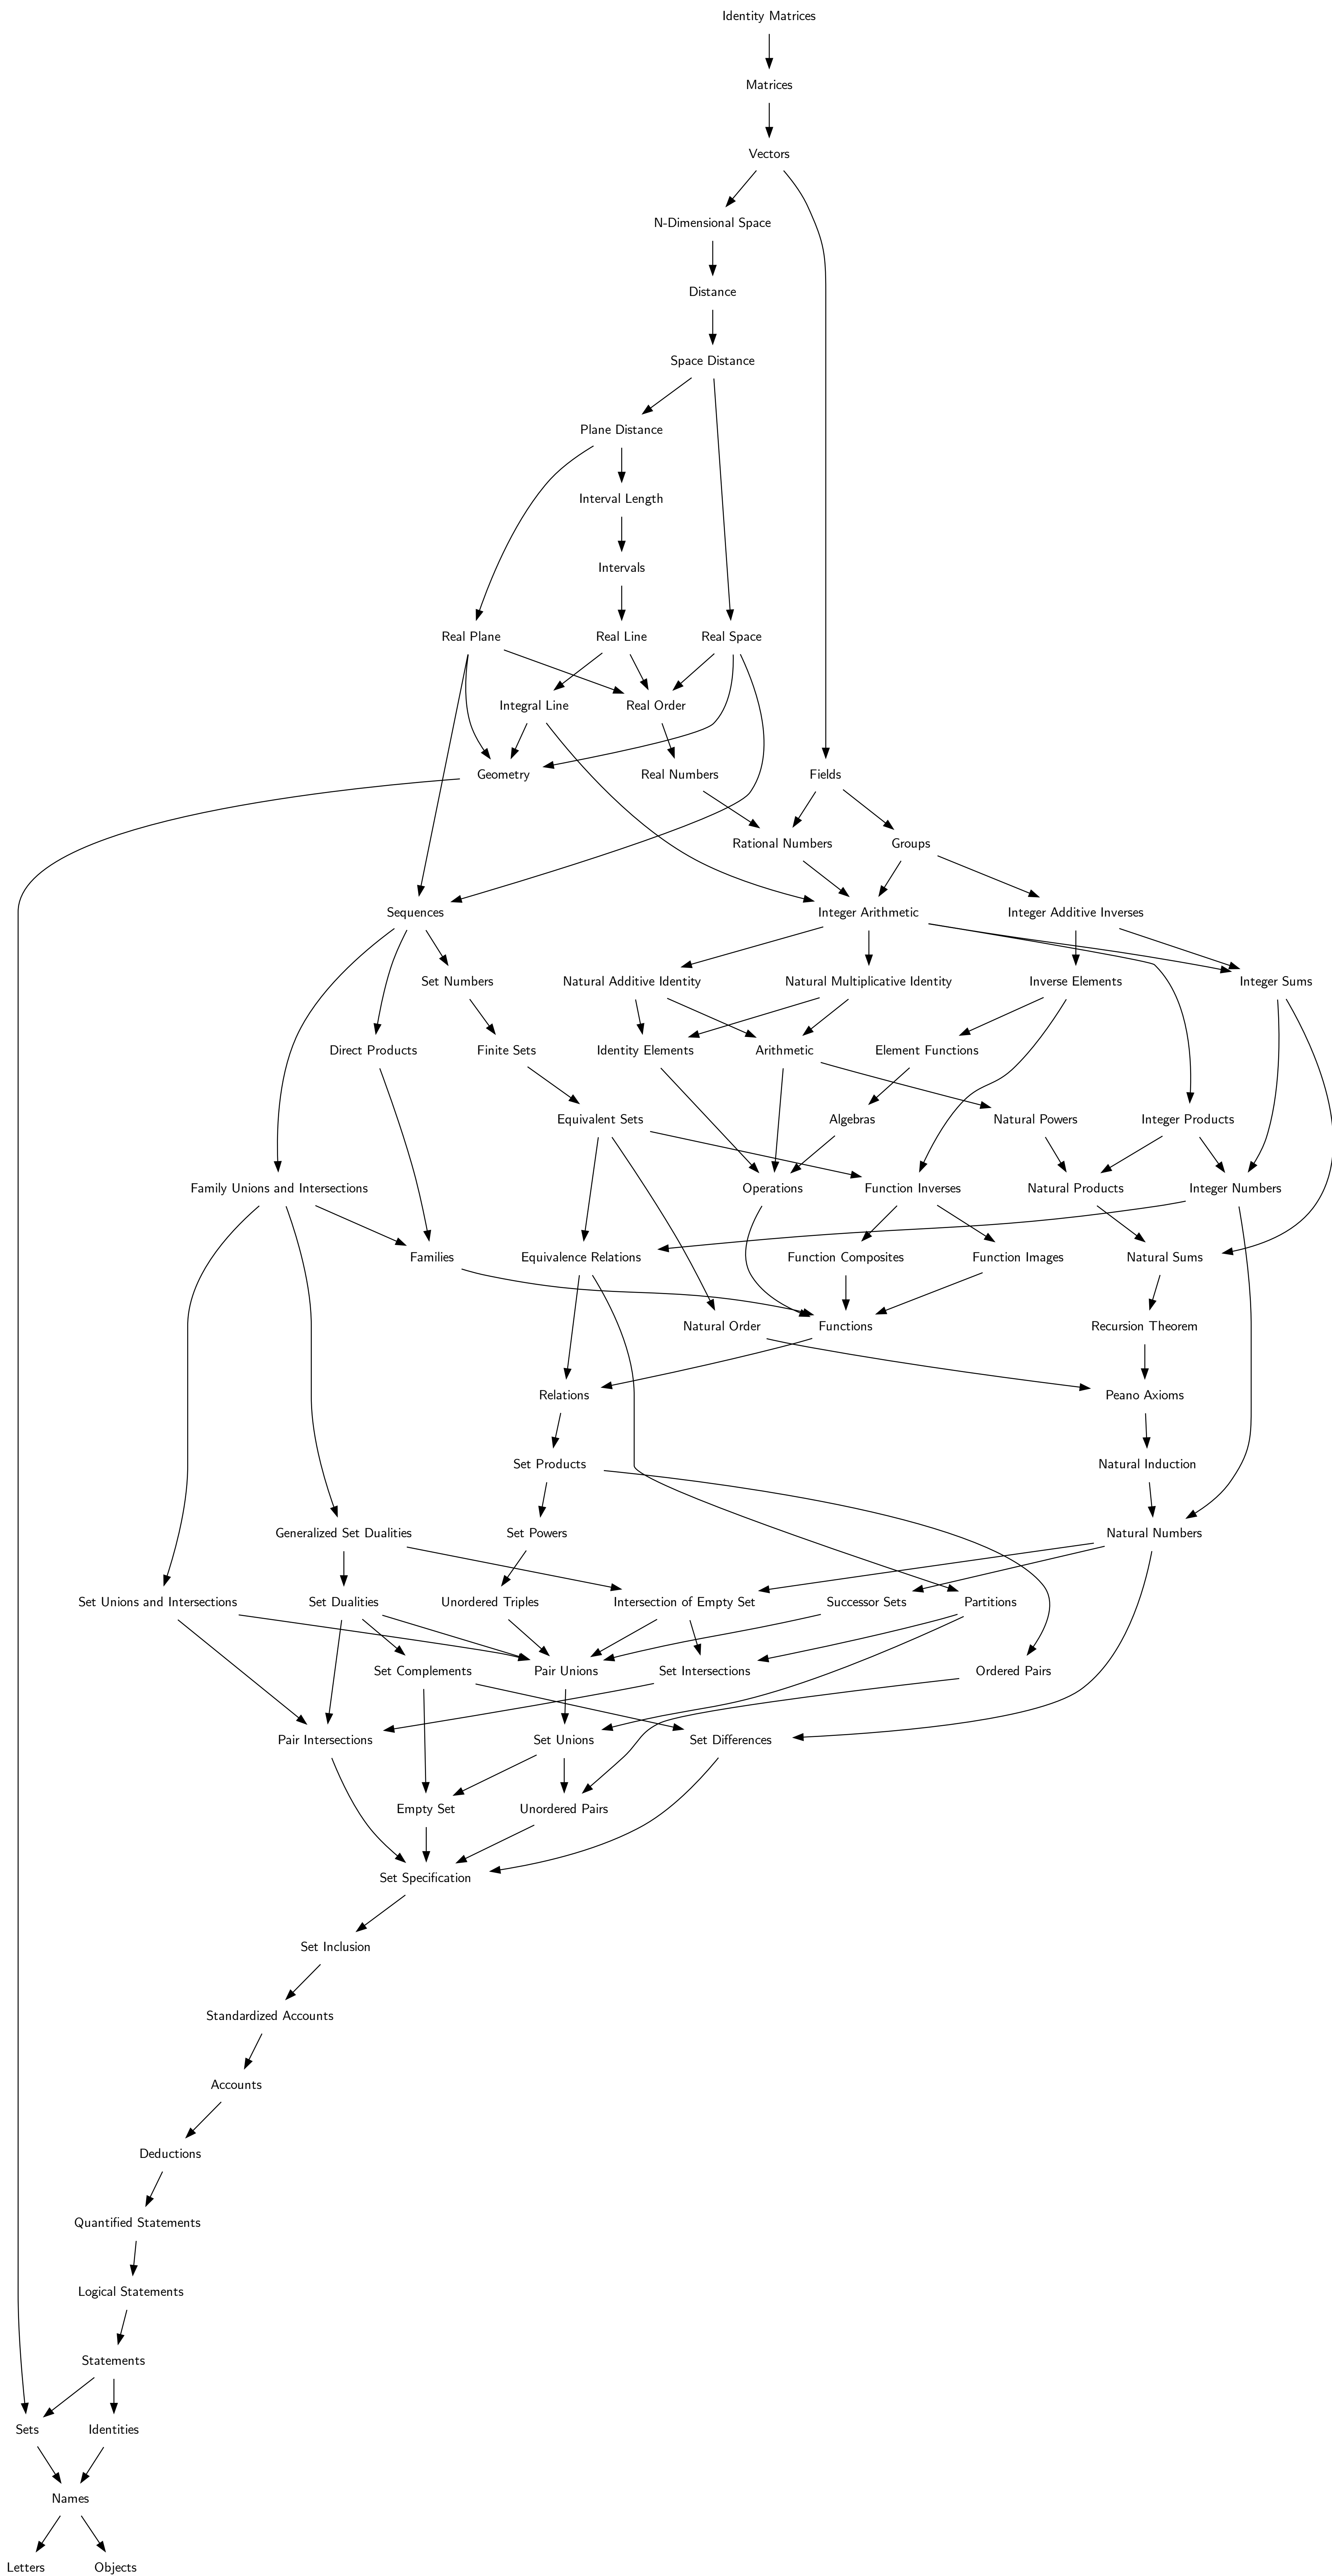 Identity Matrices
Matrices
Vectors
N-Dimensional Space
Distance
Space Distance
Plane Distance
Interval Length
Intervals
Real Plane
Real Line
Real Space
Integral Line
Real Order
Geometry
Real Numbers
Fields
Rational Numbers
Groups
Sequences
Integer Arithmetic
Integer Additive Inverses
Set Numbers
Natural Additive Identity
Natural Multiplicative Identity
Inverse Elements
Integer Sums
Direct Products
Finite Sets
Identity Elements
Arithmetic
Element Functions
Equivalent Sets
Algebras
Natural Powers
Integer Products
Family Unions and Intersections
Operations
Function Inverses
Natural Products
Integer Numbers
Families
Equivalence Relations
Function Composites
Function Images
Natural Sums
Natural Order
Functions
Recursion Theorem
Relations
Peano Axioms
Set Products
Natural Induction
Generalized Set Dualities
Set Powers
Natural Numbers
Set Unions and Intersections
Set Dualities
Unordered Triples
Intersection of Empty Set
Successor Sets
Partitions
Set Complements
Pair Unions
Set Intersections
Ordered Pairs
Pair Intersections
Set Unions
Set Differences
Empty Set
Unordered Pairs
Set Specification
Set Inclusion
Standardized Accounts
Accounts
Deductions
Quantified Statements
Logical Statements
Statements
Sets
Identities
Names
Letters
Objects